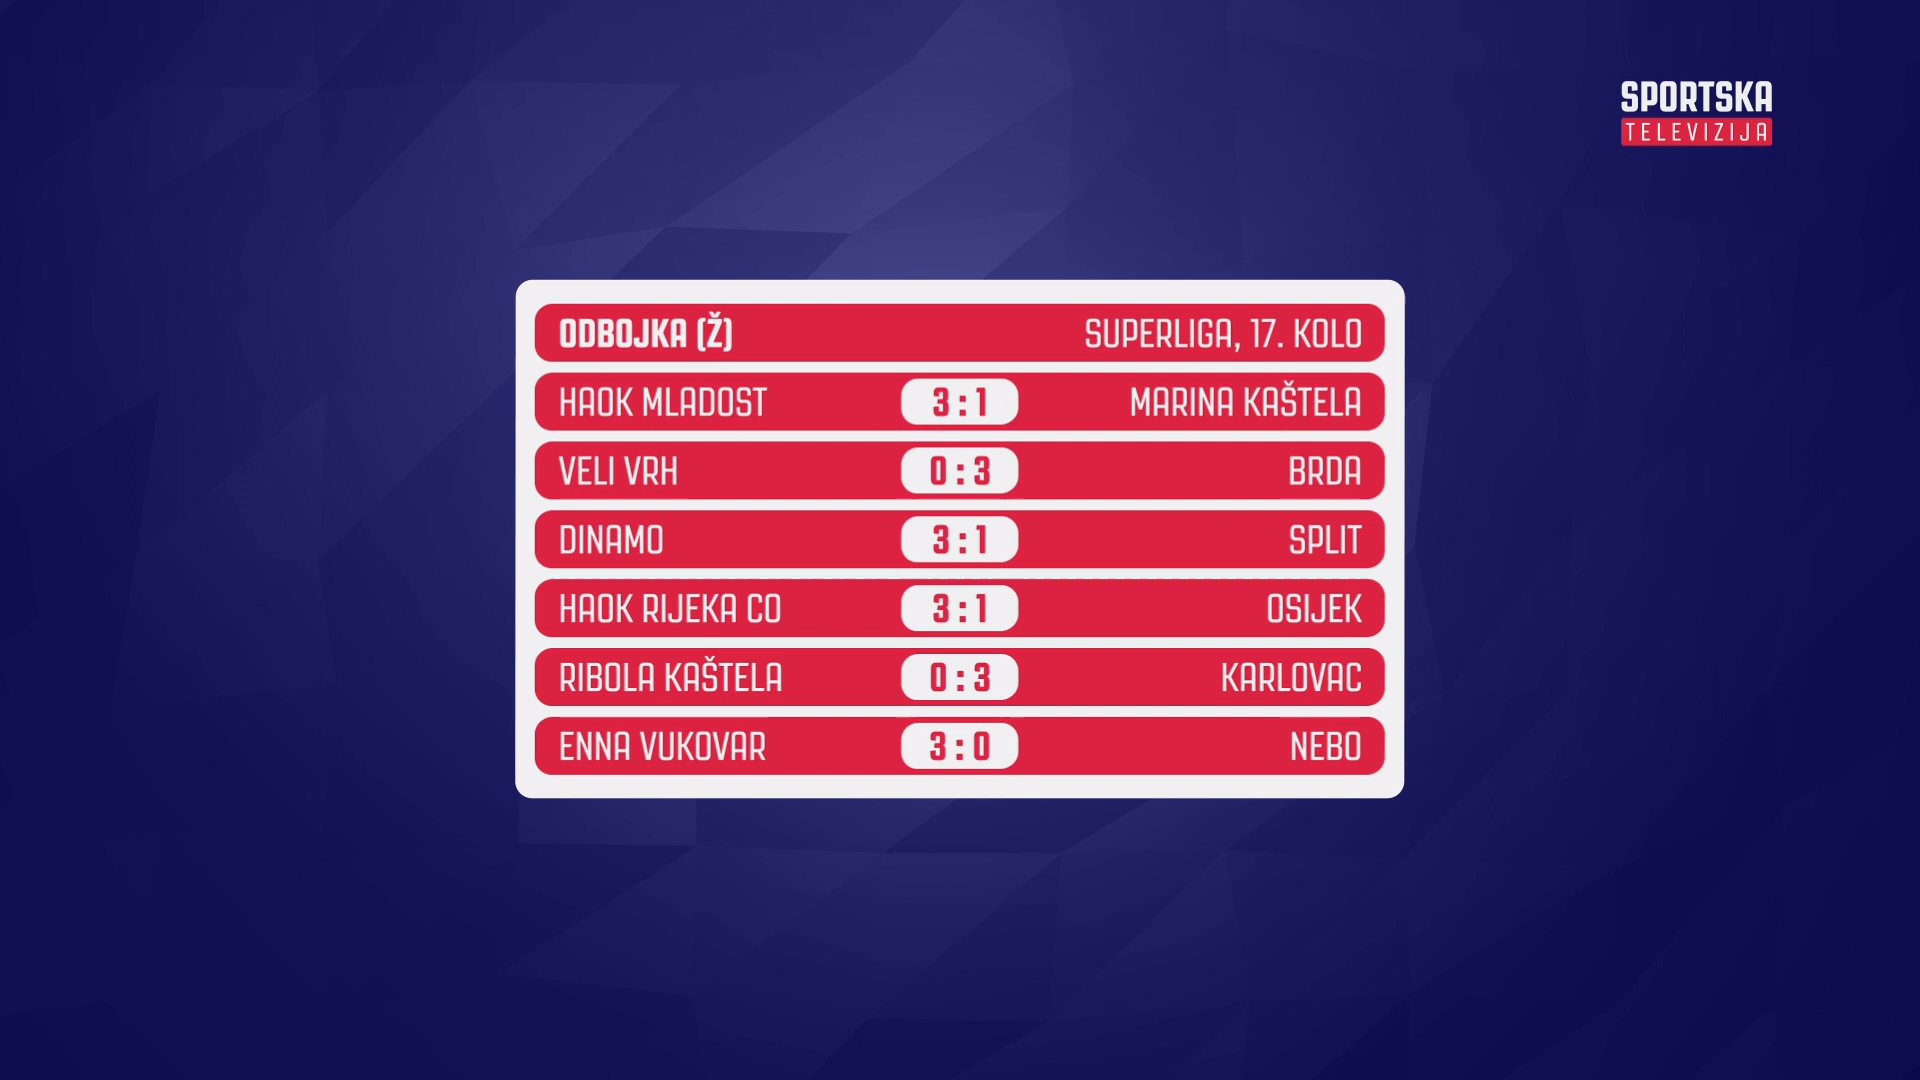 SPORTSKA
TELEVIZIJA
ODBOJKA (Ž) SUPERLIGA, 17. KOLO
HAOK MLADOST 3 : 1 MARINA KAŠTELA
VELI VRH 0 : 3 BRDA
DINAMO 3 : 1 SPLIT
HAOK RIJEKA CO 3 : 1 OSIJEK
RIBOLA KAŠTELA 0 : 3 KARLOVAC
ENNA VUKOVAR 3 : 0 NEBO